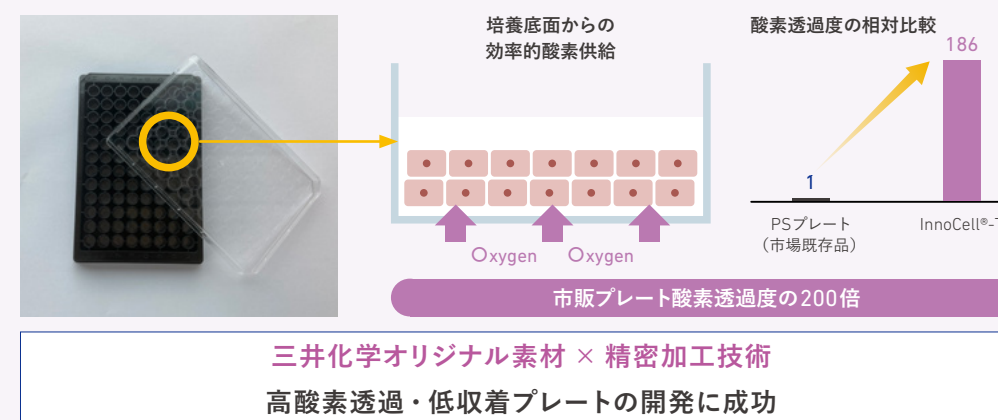 培養底面からの
効率的酸素供給
Oxygen Oxygen
酸素透過度の相対比較
186
1
PSプレート
（市場既存品）
InnoCell®-T
市販プレート酸素透過度の200倍
三井化学オリジナル素材 × 精密加工技術
高酸素透過・低収着プレートの開発に成功